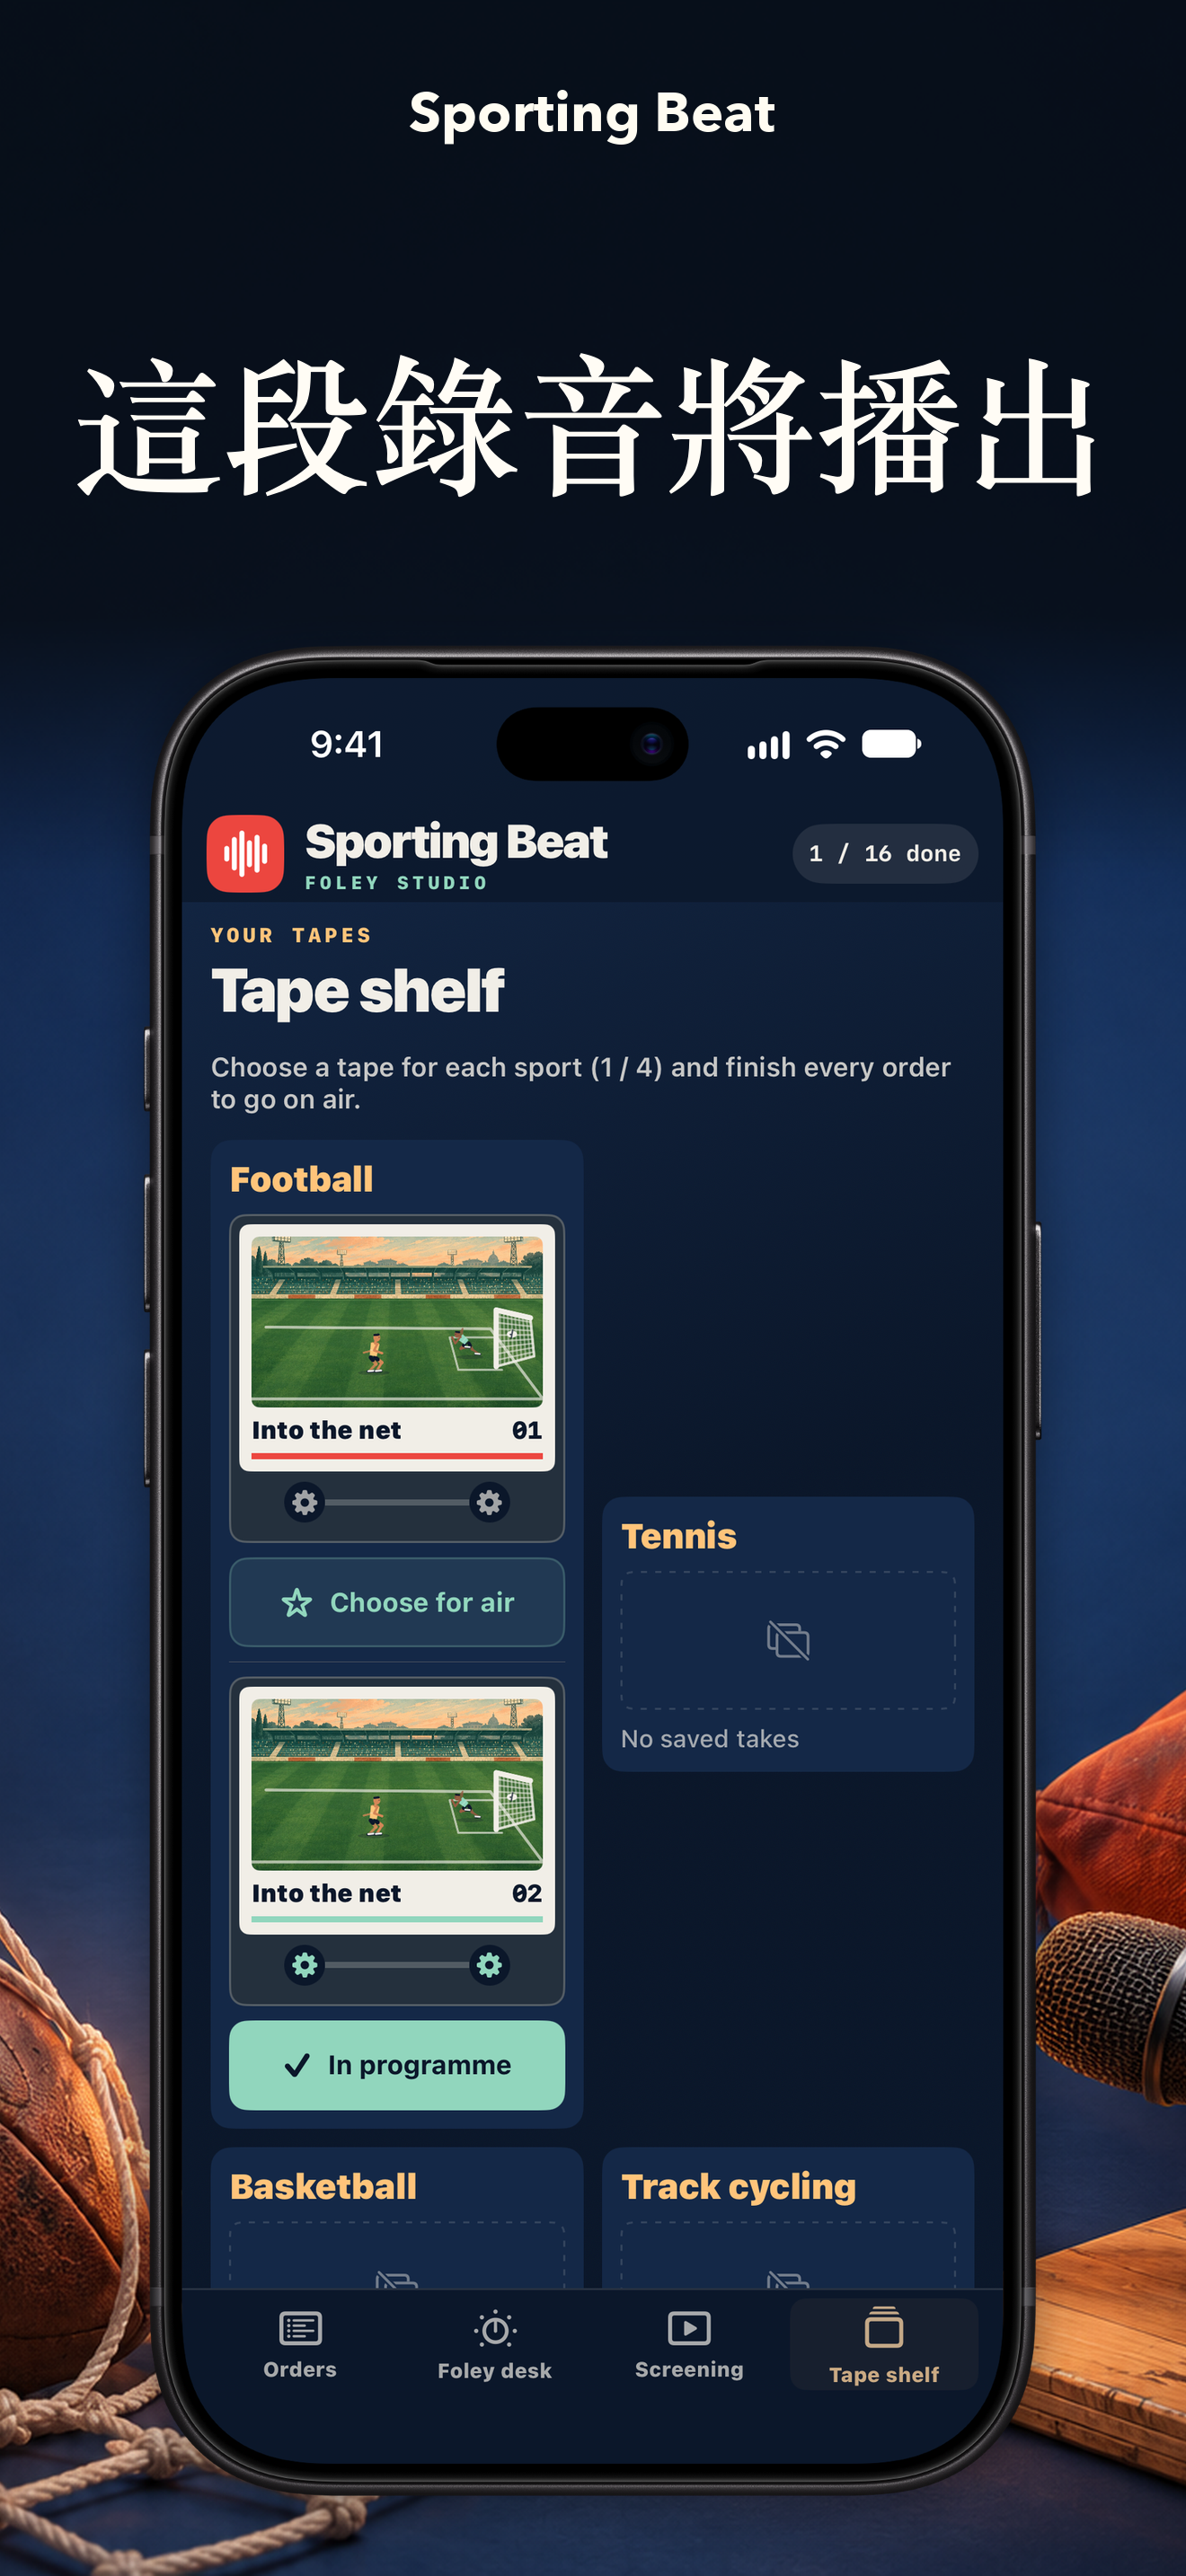 Sporting Beat
這段錄音將播出
9:41
Sporting Beat
FOLEY STUDIO
1 / 16 done
YOUR TAPES
Tape shelf
Choose a tape for each sport (1 / 4) and finish every order
to go on air.
Football
Into the net 01
Choose for air
Into the net 02
In programme
Tennis
No saved takes
Basketball
Track cycling
Orders
Foley desk
Screening
Tape shelf